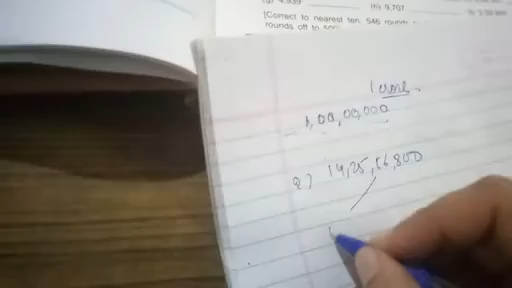 (h) 9,707
[Correct to nearest ten, 546 rounds
rounds off to
1 crore.
1,00,00,000
a) 14,25,56,800